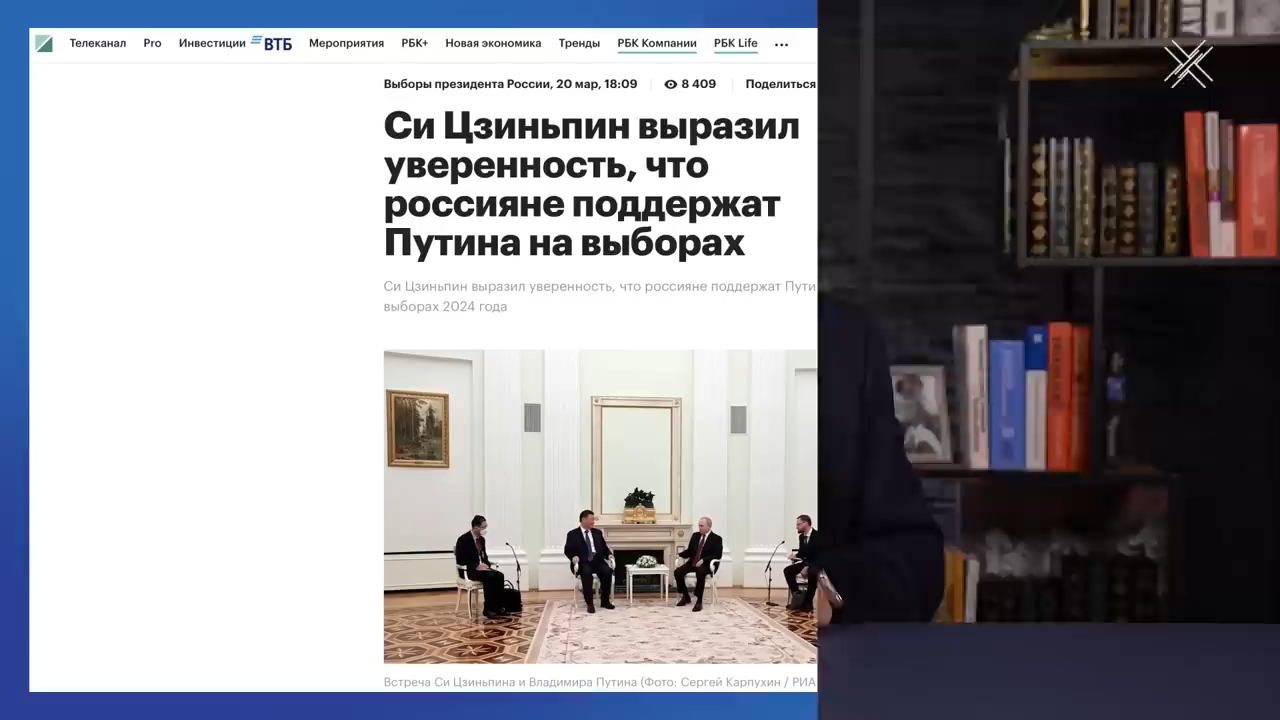 Телеканал Pro Инвестиции ВТБ Мероприятия РБК+ Новая экономика Тренды РБК Компании РБК Life ...
Выборы президента России, 20 мар, 18:09 8 409 Поделиться
Си Цзиньпин выразил
уверенность, что
россияне поддержат
Путина на выборах
Си Цзиньпин выразил уверенность, что россияне поддержат Пути
выборах 2024 года
Встреча Си Цзиньпина и Владимира Путина (Фото: Сергей Карпухин / РИА